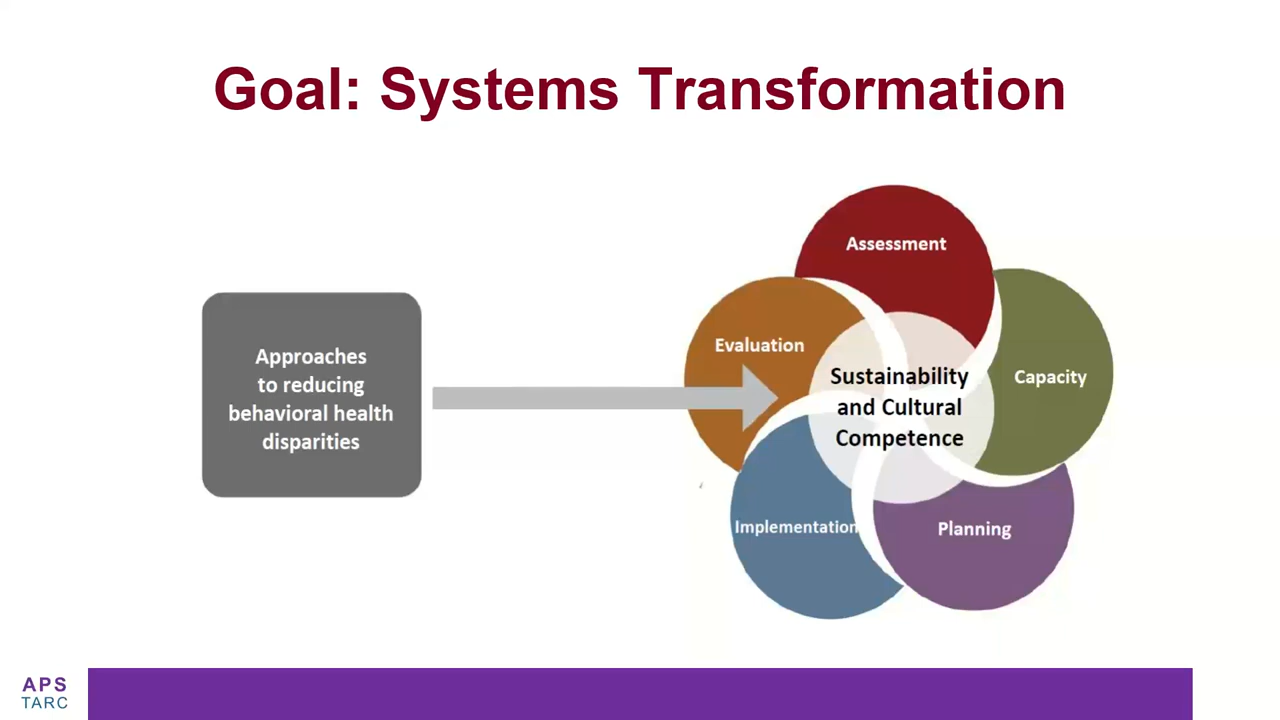 Goal: Systems Transformation
Approaches
to reducing
behavioral health
disparities
Assessment
Evaluation
Capacity
Sustainability
and Cultural
Competence
Implementation
Planning
APS
TARC